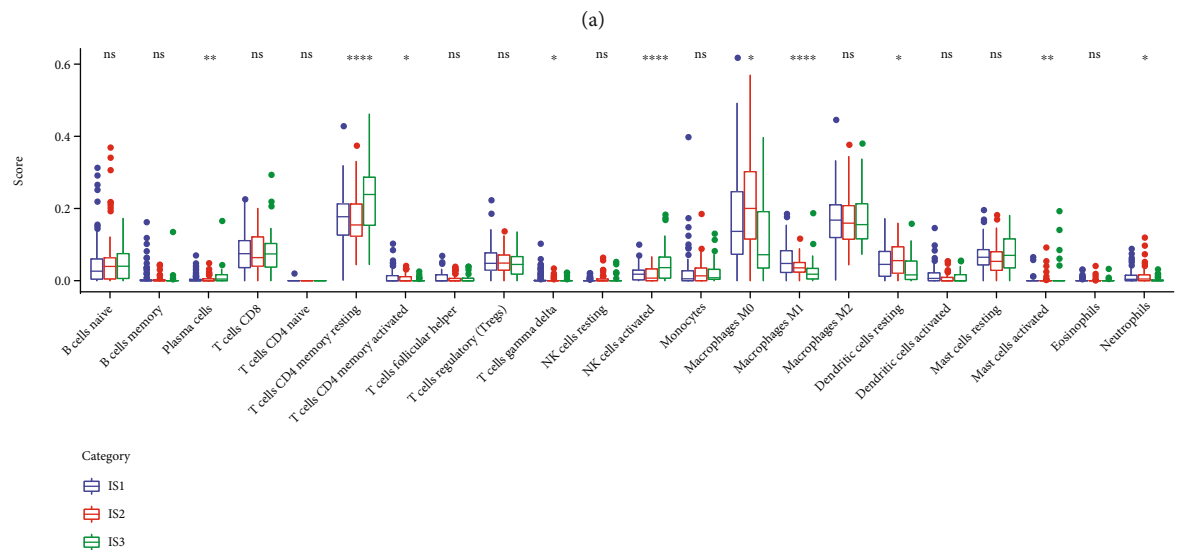 (a)
ns ns ** ns ns **** * ns ns * ns **** ns * **** ns * ns ns ** ns *
0.6
0.4
0.2
0.0
Score
B cells naive
B cells memory
Plasma cells
T cells CD8
T cells CD4 naive
T cells CD4 memory resting
T cells CD4 memory activated
T cells follicular helper
T cells regulatory (Tregs)
T cells gamma delta
NK cells resting
NK cells activated
Monocytes
Macrophages M0
Macrophages M1
Macrophages M2
Dendritic cells resting
Dendritic cells activated
Mast cells resting
Mast cells activated
Eosinophils
Neutrophils
Category
IS1
IS2
IS3